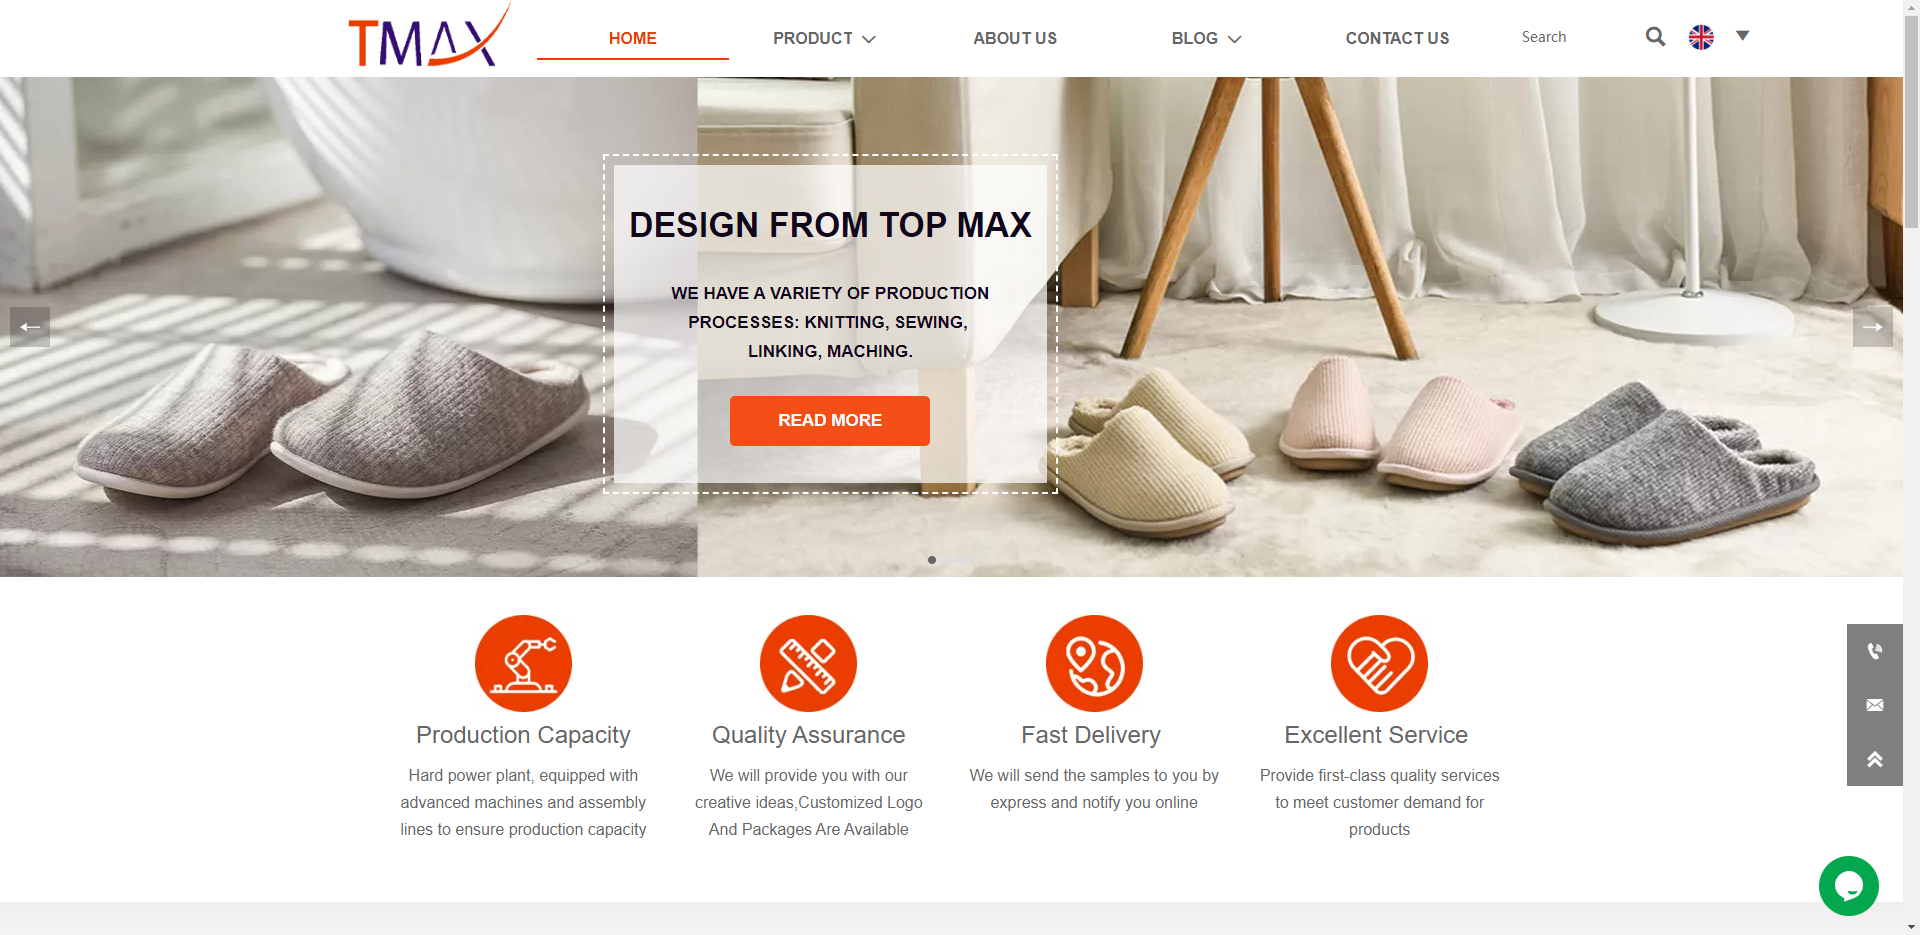 TMAX
HOME
PRODUCT
ABOUT US
BLOG
CONTACT US
Search
DESIGN FROM TOP MAX
WE HAVE A VARIETY OF PRODUCTION
PROCESSES: KNITTING, SEWING,
LINKING, MACHING.
READ MORE
Production Capacity
Hard power plant, equipped with
advanced machines and assembly
lines to ensure production capacity
Quality Assurance
We will provide you with our
creative ideas,Customized Logo
And Packages Are Available
Fast Delivery
We will send the samples to you by
express and notify you online
Excellent Service
Provide first-class quality services
to meet customer demand for
products